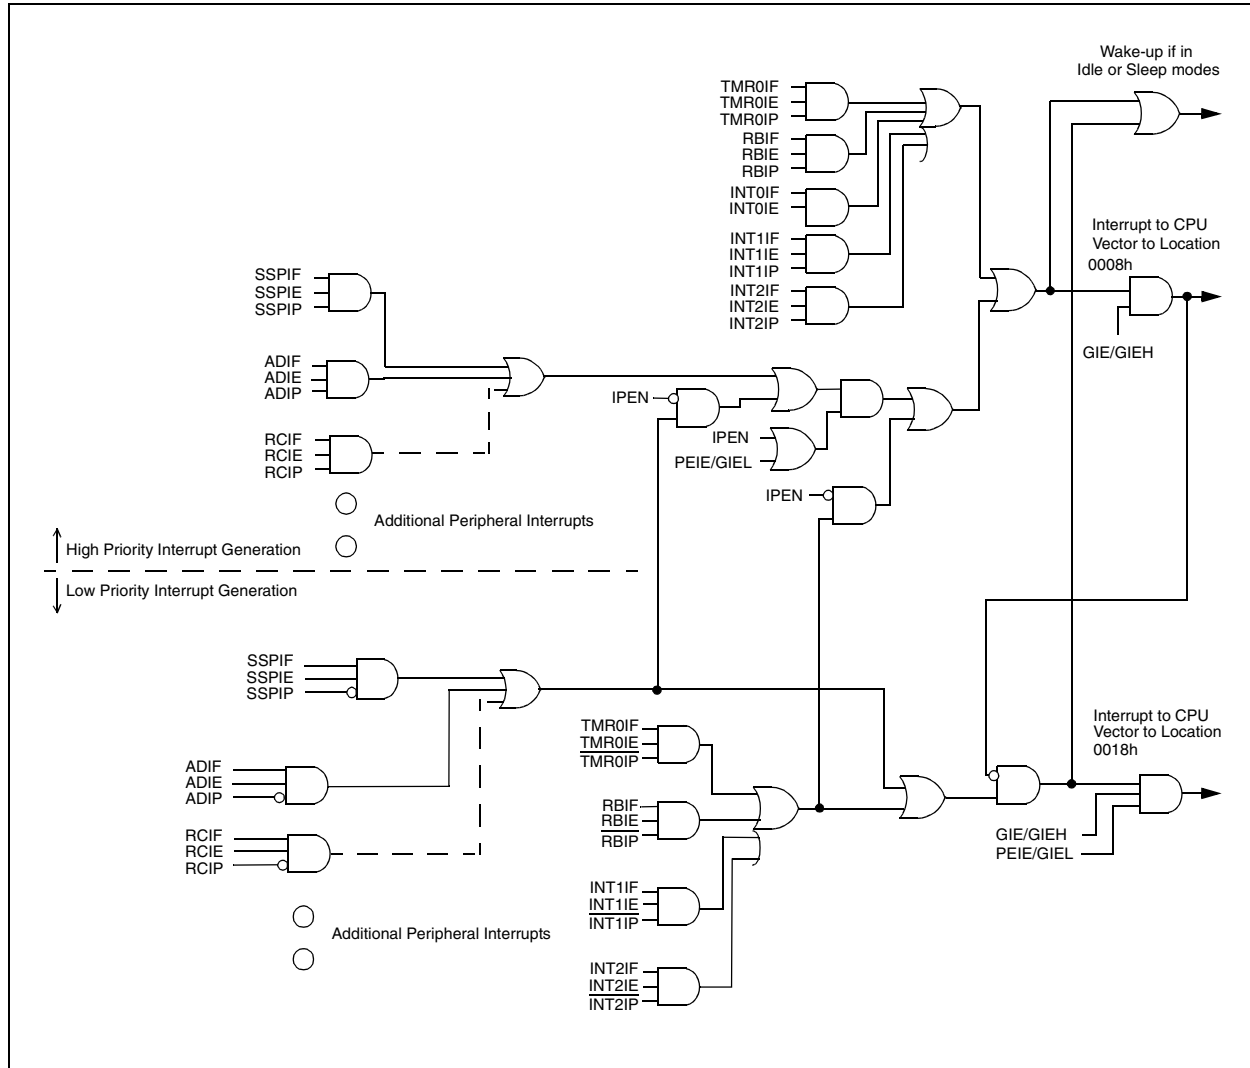 Wake-up if in
Idle or Sleep modes
TMR0IF
TMR0IE
TMR0IP
RBIF
RBIE
RBIP
INT0IF
INT0IE
INT1IF
INT1IE
INT1IP
INT2IF
INT2IE
INT2IP
Interrupt to CPU
Vector to Location
0008h
GIE/GIEH
SSPIF
SSPIE
SSPIP
ADIF
ADIE
ADIP
RCIF
RCIE
RCIP
IPEN
IPEN
PEIE/GIEL
IPEN
Additional Peripheral Interrupts
High Priority Interrupt Generation
Low Priority Interrupt Generation
SSPIF
SSPIE
SSPIP
ADIF
ADIE
ADIP
RCIF
RCIE
RCIP
Additional Peripheral Interrupts
TMR0IF
TMR0IE
TMR0IP
RBIF
RBIE
RBIP
INT1IF
INT1IE
INT1IP
INT2IF
INT2IE
INT2IP
Interrupt to CPU
Vector to Location
0018h
GIE/GIEH
PEIE/GIEL